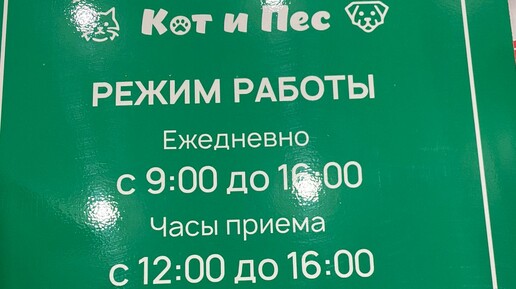 Кот и Пес
РЕЖИМ РАБОТЫ
Ежедневно
с 9:00 до 16:00
Часы приема
с 12:00 до 16:00